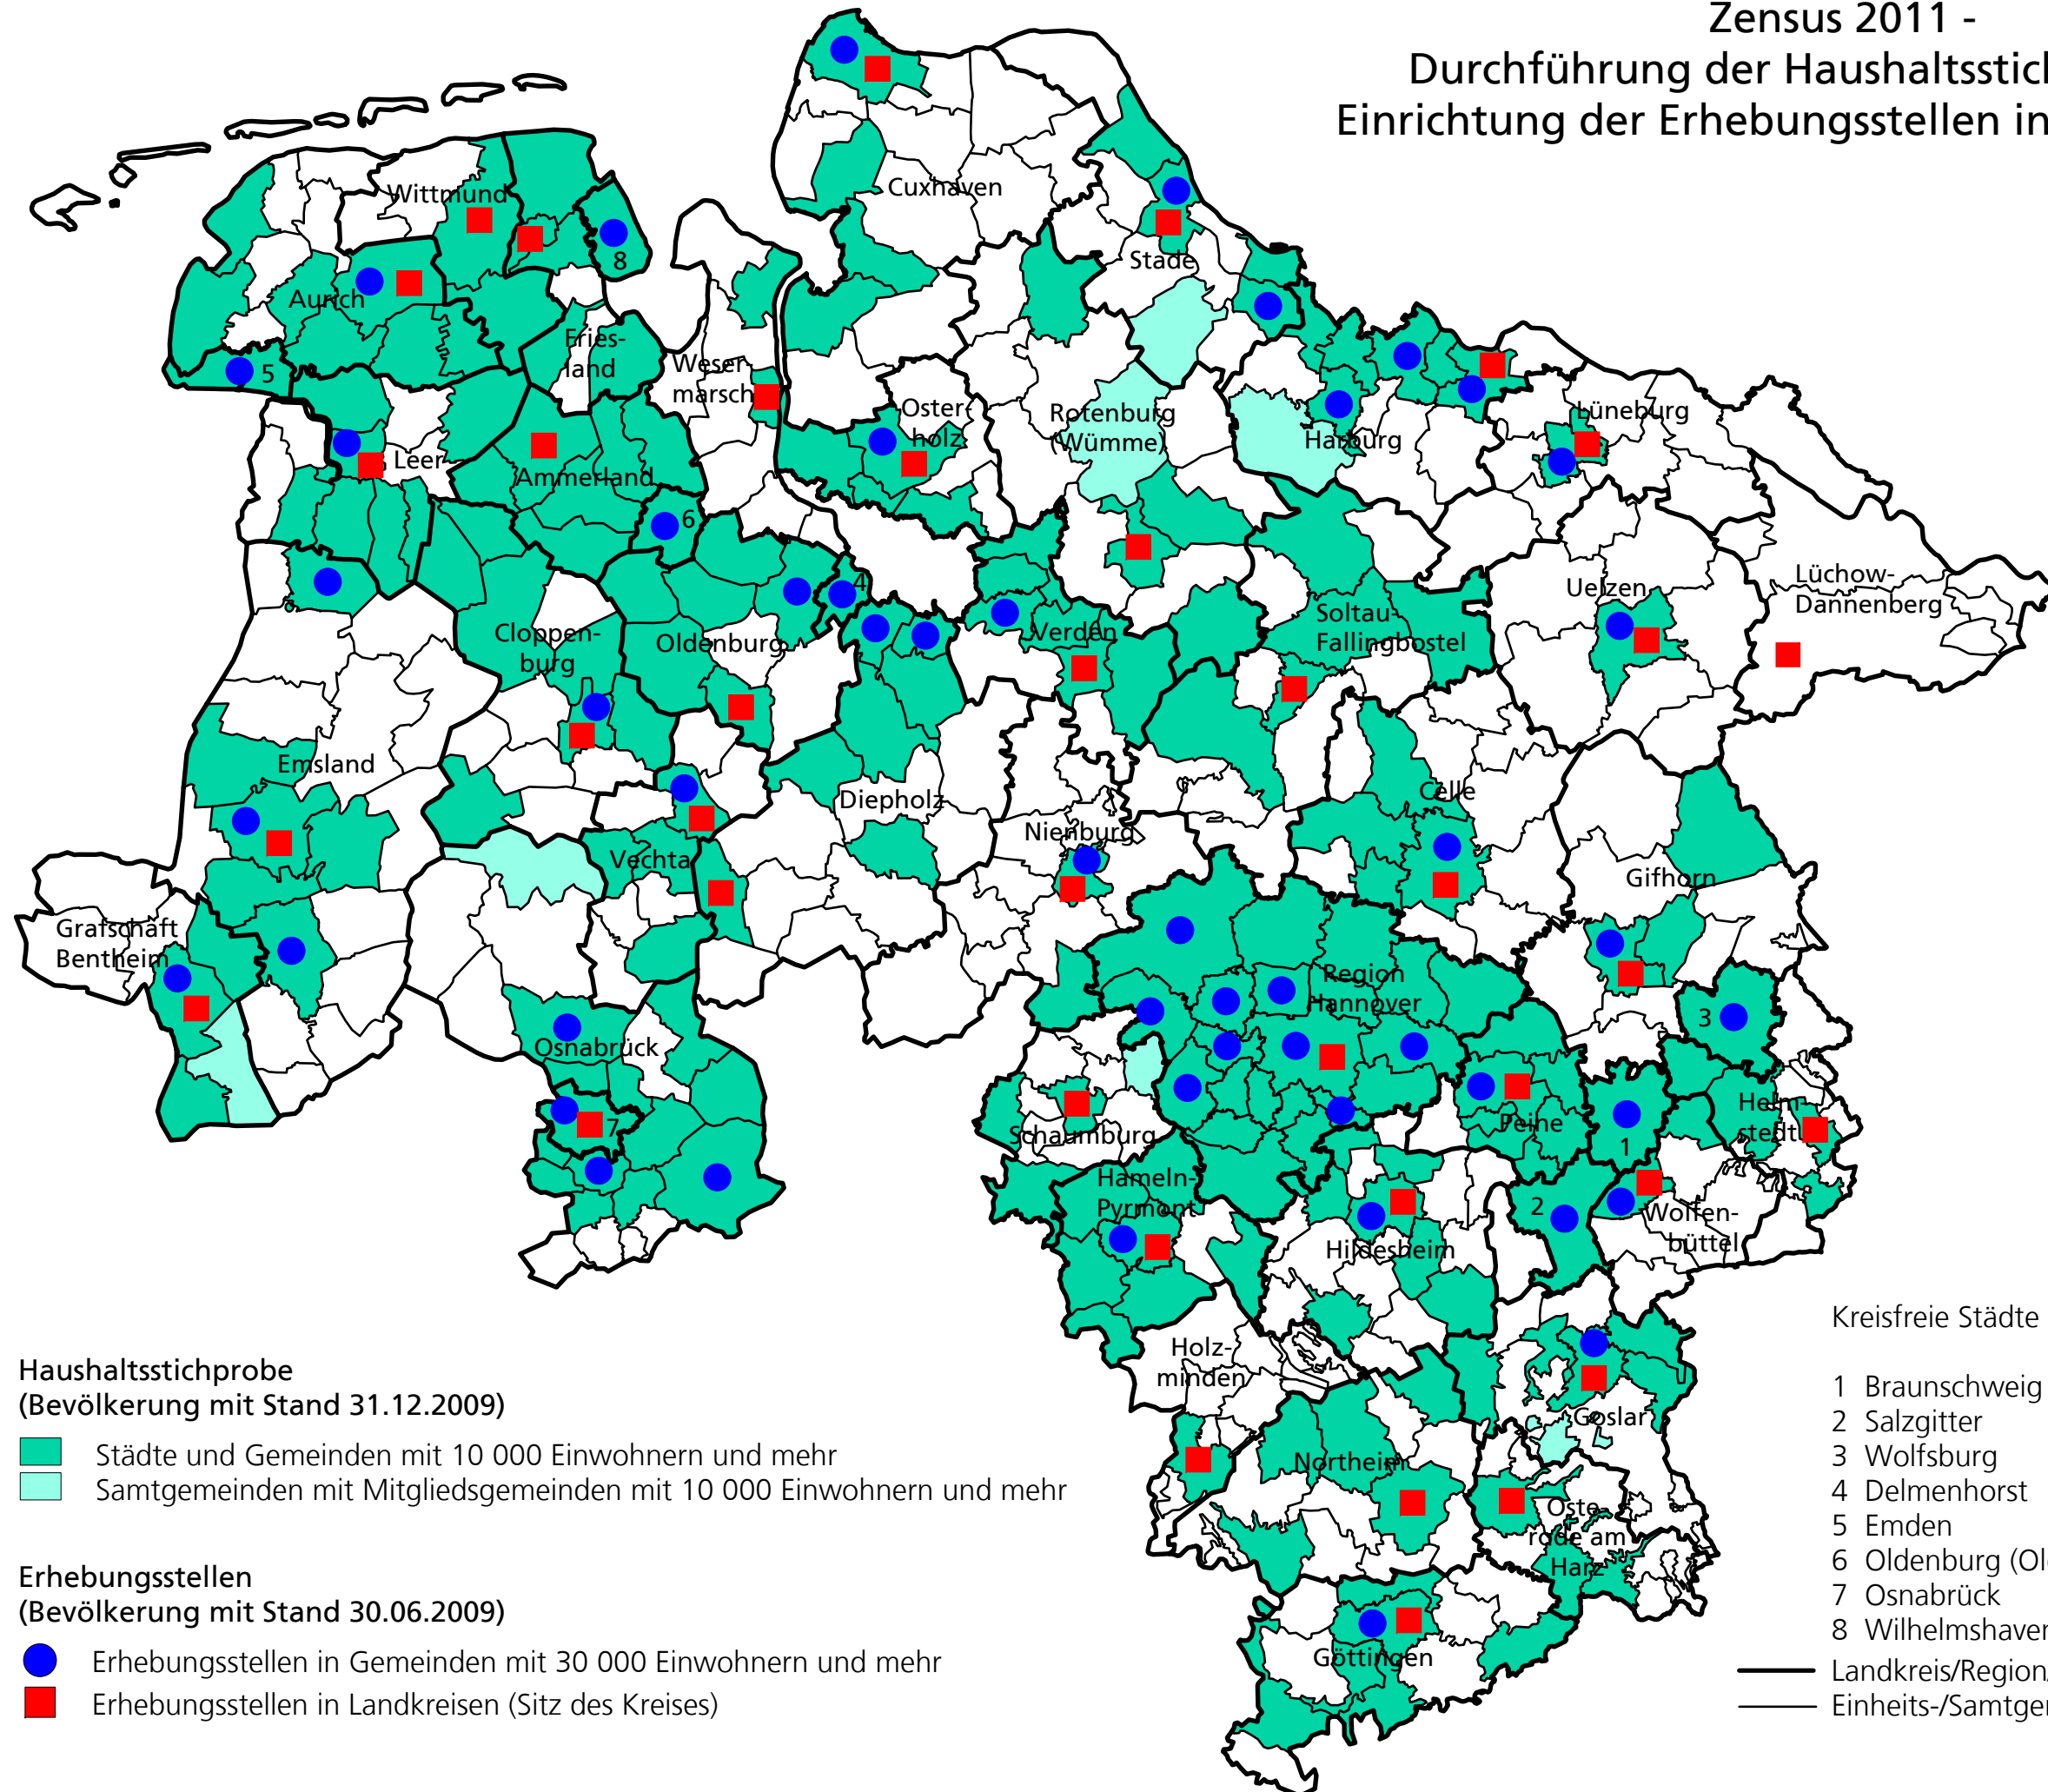 Zensus 2011 -
Durchführung der Haushaltsstich
Einrichtung der Erhebungsstellen in
Cuxhaven
Wittmund
Stade
8
Aurich
Fries-
land
Weser-
marsch
5
Oster-
holz
Rotenburg
(Wümme)
Harburg
Lüneburg
Leer
Ammerland
6
4
Uelzen
Lüchow-
Dannenberg
Soltau-
Fallingbostel
Cloppen-
burg
Oldenburg
Verden
Emsland
Diepholz
Celle
Nienburg
Vechta
Gifhorn
Grafschaft
Bentheim
Region
Hannover
3
Osnabrück
7
Schaumburg
Peine
Helm-
stedt
1
Hameln-
Pyrmont
2
Wolfen-
büttel
Hildesheim
Holz-
minden
Goslar
Northeim
Oste-
rode am
Harz
Göttingen
Haushaltsstichprobe
(Bevölkerung mit Stand 31.12.2009)
Städte und Gemeinden mit 10 000 Einwohnern und mehr
Samtgemeinden mit Mitgliedsgemeinden mit 10 000 Einwohnern und mehr
Erhebungsstellen
(Bevölkerung mit Stand 30.06.2009)
Erhebungsstellen in Gemeinden mit 30 000 Einwohnern und mehr
Erhebungsstellen in Landkreisen (Sitz des Kreises)
Kreisfreie Städte
1 Braunschweig
2 Salzgitter
3 Wolfsburg
4 Delmenhorst
5 Emden
6 Oldenburg (Ol
7 Osnabrück
8 Wilhelmshaven
Landkreis/Region/
Einheits-/Samtge